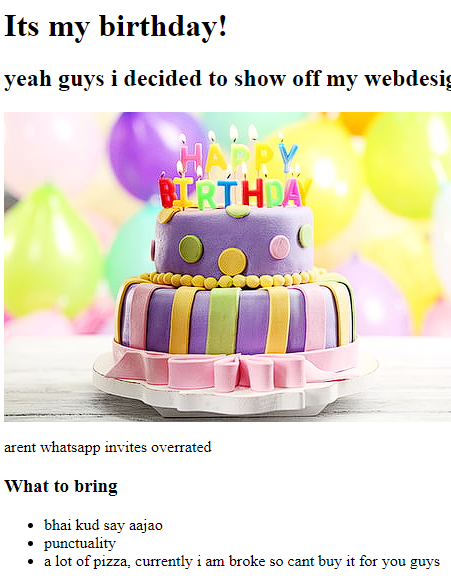 Its my birthday!
yeah guys i decided to show off my webdesig
HAPPY
BIRTHDAY
arent whatsapp invites overrated
What to bring
bhai kud say aajao
punctuality
a lot of pizza, currently i am broke so cant buy it for you guys